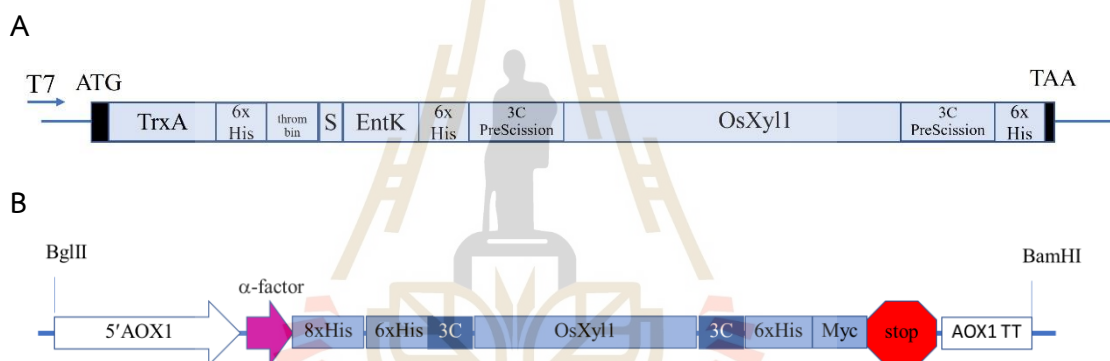 A
T7 ATG TAA
TrxA 6x His throm bin S EntK 6x His 3C PreScission OsXyl1 3C PreScission 6x His
B
BglII BamHI
α-factor
5′AOX1 8xHis 6xHis 3C OsXyl1 3C 6xHis Myc stop AOX1 TT